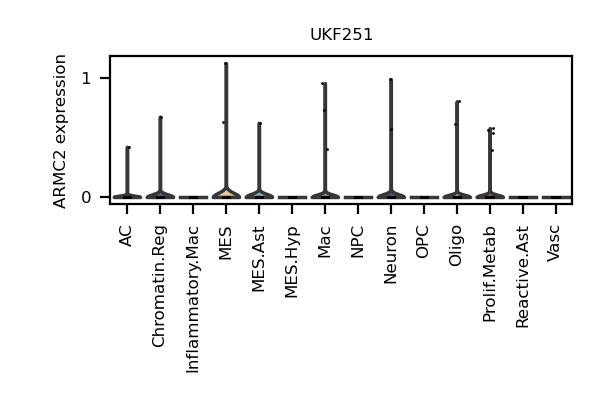 UKF251
ARMC2 expression
1
0
AC
Chromatin.Reg
Inflammatory.Mac
MES
MES.Ast
MES.Hyp
Mac
NPC
Neuron
OPC
Oligo
Prolif.Metab
Reactive.Ast
Vasc